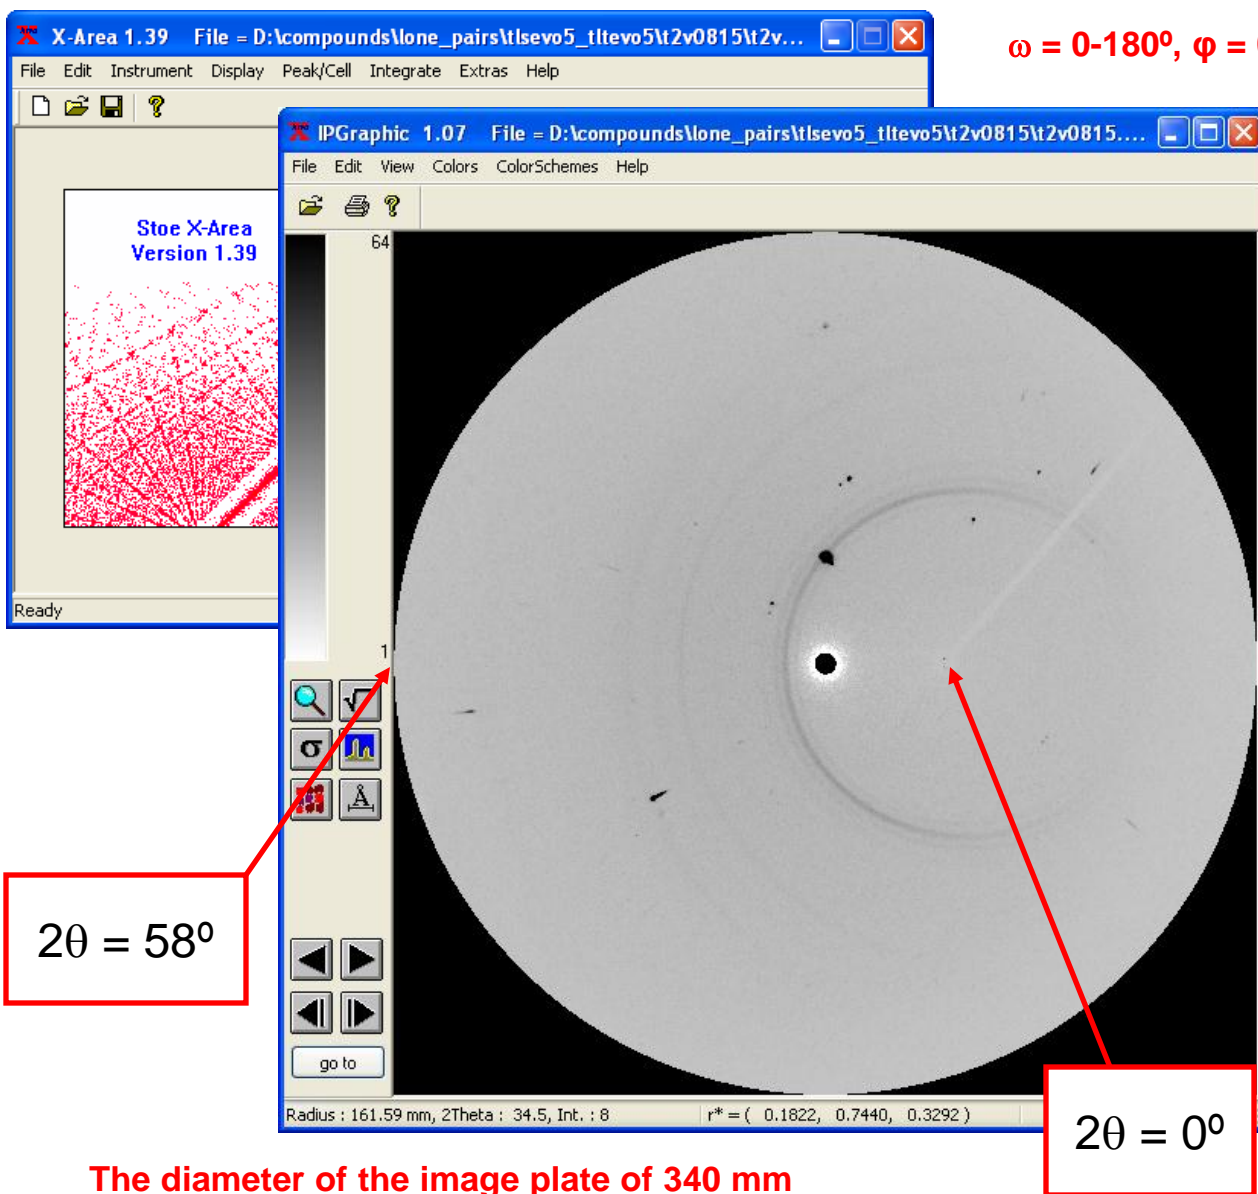 X-Area 1.39 File = D:\compounds\lone_pairs\tlsevo5_tltevo5\t2v0815\t2v...
ω = 0-180º, φ =
File Edit Instrument Display Peak/Cell Integrate Extras Help
IPGraphic 1.07 File = D:\compounds\lone_pairs\tlsevo5_tltevo5\t2v0815\t2v0815....
File Edit View Colors ColorSchemes Help
Stoe X-Area
Version 1.39
64
Ready
1
σ
Å
2θ = 58º
go to
Radius : 161.59 mm, 2Theta : 34.5, Int. : 8 r* = ( 0.1822, 0.7440, 0.3292 )
2θ = 0º
The diameter of the image plate of 340 mm